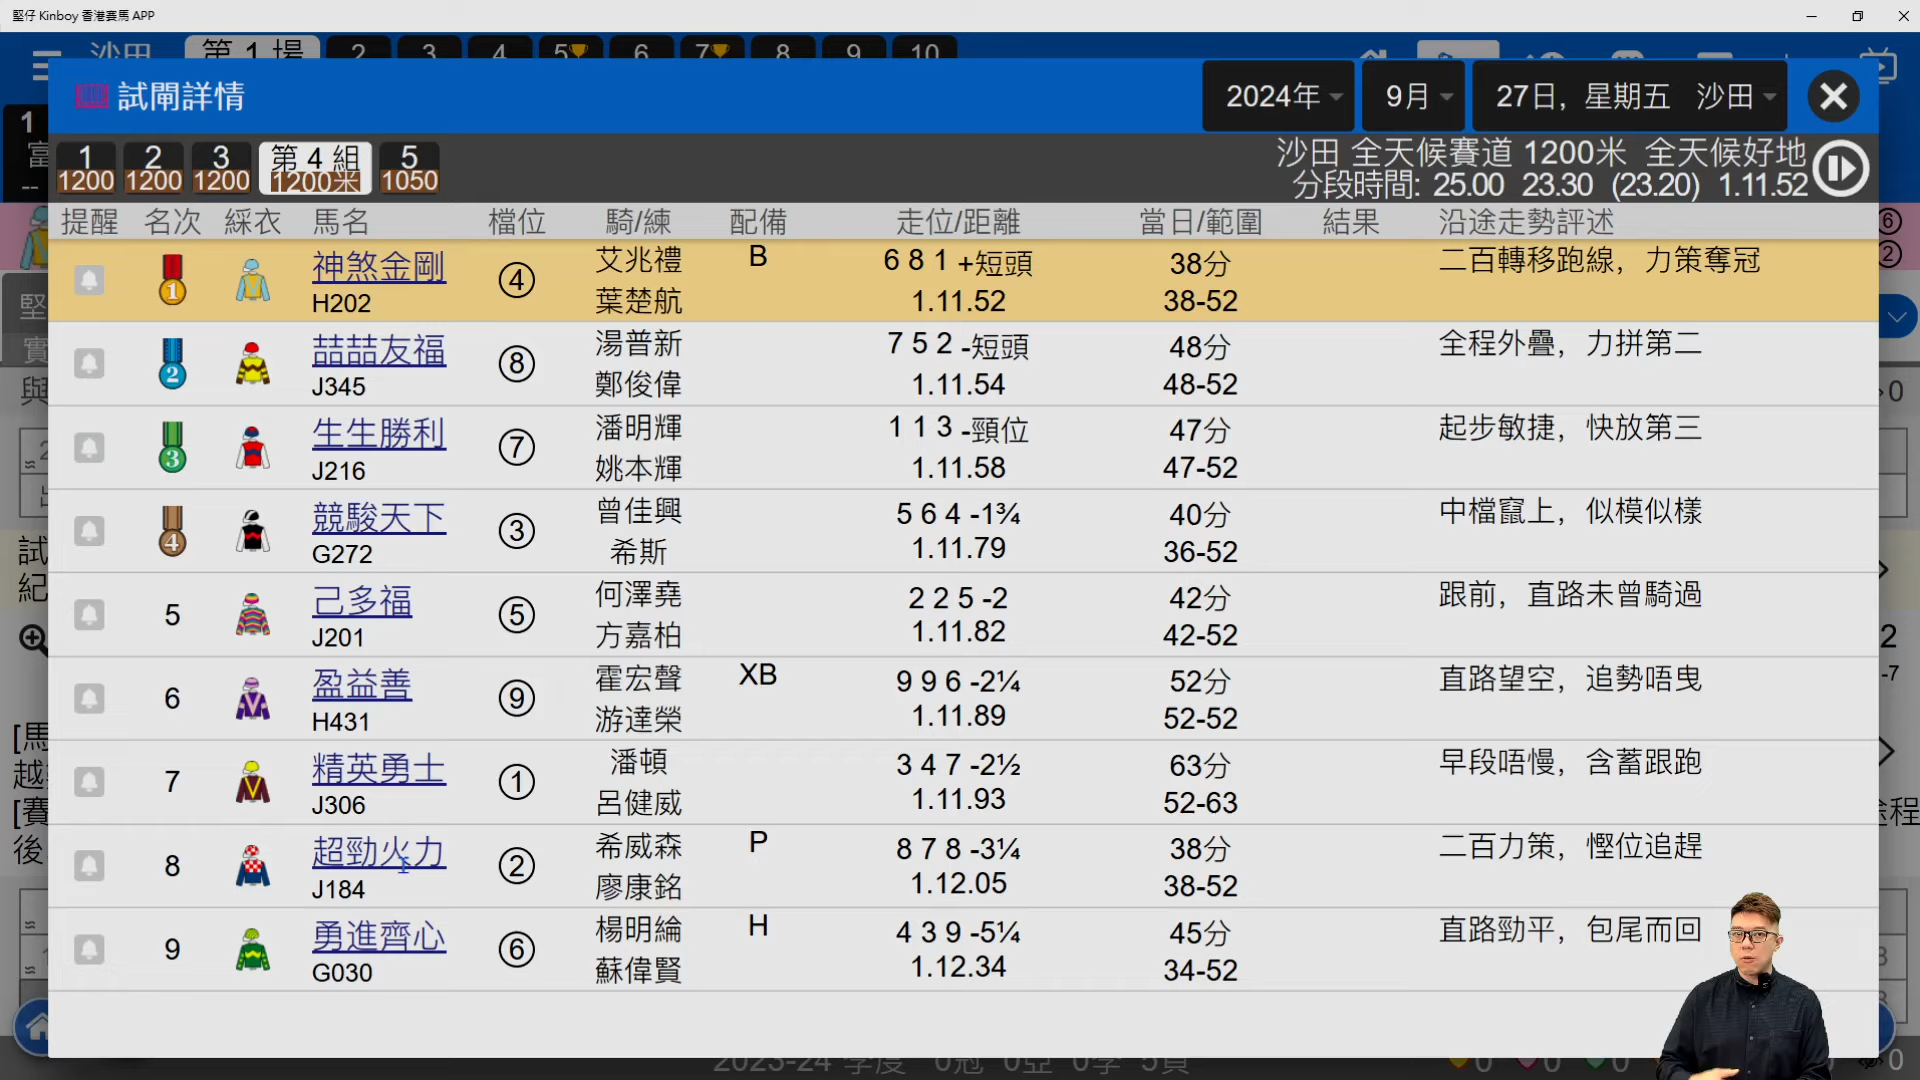 堅仔 Kinboy 香港賽馬 APP
沙田 第 1 場 2 3 4 5 6 7 8 9 10
試閘詳情 2024年 9月 27日, 星期五 沙田
1 2 3 第 4 組 5
1200 1200 1200 1200米 1050
沙田 全天候賽道 1200米 全天候好地
分段時間: 25.00 23.30 (23.20) 1.11.52
提醒 名次 綵衣 馬名 檔位 騎/練 配備 走位/距離 當日/範圍 結果 沿途走勢評述
1 神煞金剛 ④ 艾兆禮 B 6 8 1 +短頭 38分 二百轉移跑線, 力策奪冠
H202 葉楚航 1.11.52 38-52
2 喆喆友福 ⑧ 湯普新 7 5 2 -短頭 48分 全程外疊, 力拼第二
J345 鄭俊偉 1.11.54 48-52
3 生生勝利 ⑦ 潘明輝 1 1 3 -頸位 47分 起步敏捷, 快放第三
J216 姚本輝 1.11.58 47-52
4 競駿天下 ③ 曾佳興 5 6 4 -1¾ 40分 中檔竄上, 似模似樣
G272 希斯 1.11.79 36-52
5 己多福 ⑤ 何澤堯 2 2 5 -2 42分 跟前, 直路未曾騎過
J201 方嘉柏 1.11.82 42-52
6 盈益善 ⑨ 霍宏聲 XB 9 9 6 -2¼ 52分 直路望空, 追勢唔曳
H431 游達榮 1.11.89 52-52
7 精英勇士 ① 潘頓 3 4 7 -2½ 63分 早段唔慢, 含蓄跟跑
J306 呂健威 1.11.93 52-63
8 超勁火力 ② 希威森 P 8 7 8 -3¼ 38分 二百力策, 慳位追趕
J184 廖康銘 1.12.05 38-52
9 勇進齊心 ⑥ 楊明綸 H 4 3 9 -5¼ 45分 直路勁平, 包尾而回
G030 蘇偉賢 1.12.34 34-52